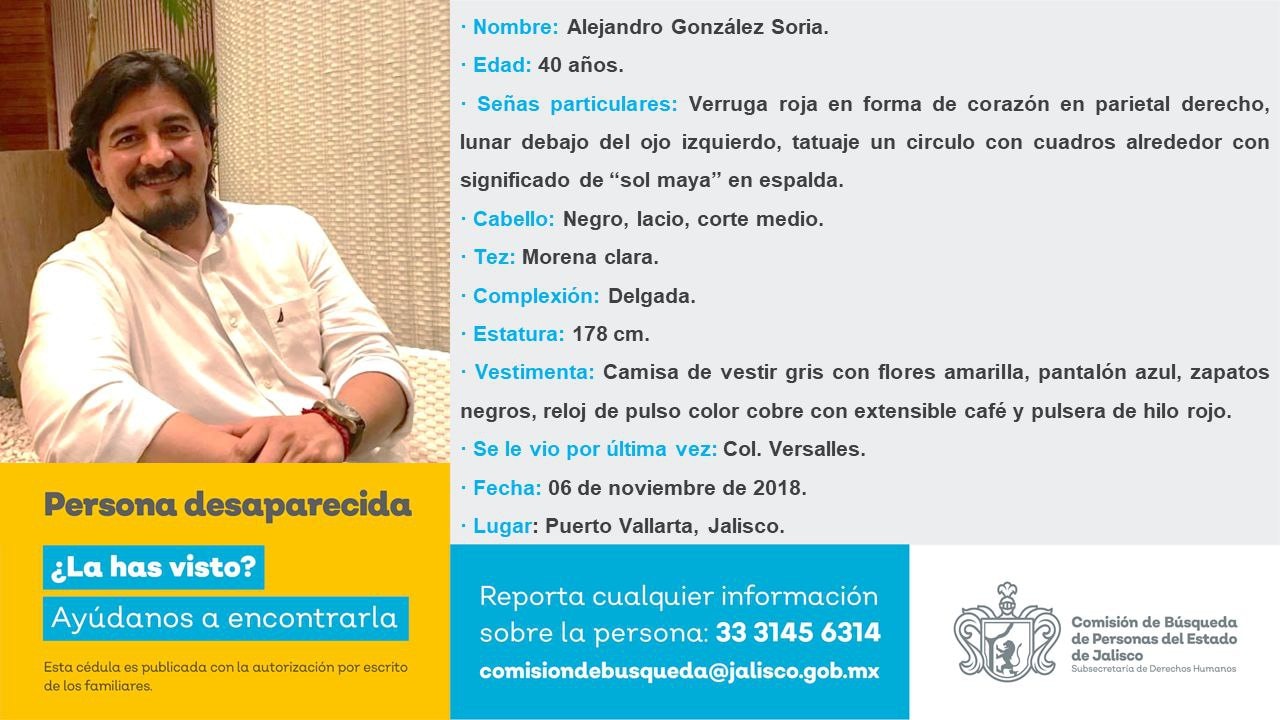 · Nombre: Alejandro González Soria.
· Edad: 40 años.
· Señas particulares: Verruga roja en forma de corazón en parietal derecho,
lunar debajo del ojo izquierdo, tatuaje un circulo con cuadros alrededor con
significado de “sol maya” en espalda.
· Cabello: Negro, lacio, corte medio.
· Tez: Morena clara.
· Complexión: Delgada.
· Estatura: 178 cm.
· Vestimenta: Camisa de vestir gris con flores amarilla, pantalón azul, zapatos
negros, reloj de pulso color cobre con extensible café y pulsera de hilo rojo.
· Se le vio por última vez: Col. Versalles.
· Fecha: 06 de noviembre de 2018.
· Lugar: Puerto Vallarta, Jalisco.
Persona desaparecida
¿La has visto?
Ayúdanos a encontrarla
Esta cédula es publicada con la autorización por escrito
de los familiares.
Reporta cualquier información
sobre la persona: 33 3145 6314
comisiondebusqueda@jalisco.gob.mx
Comisión de Búsqueda
de Personas del Estado
de Jalisco
Subsecretaría de Derechos Humanos